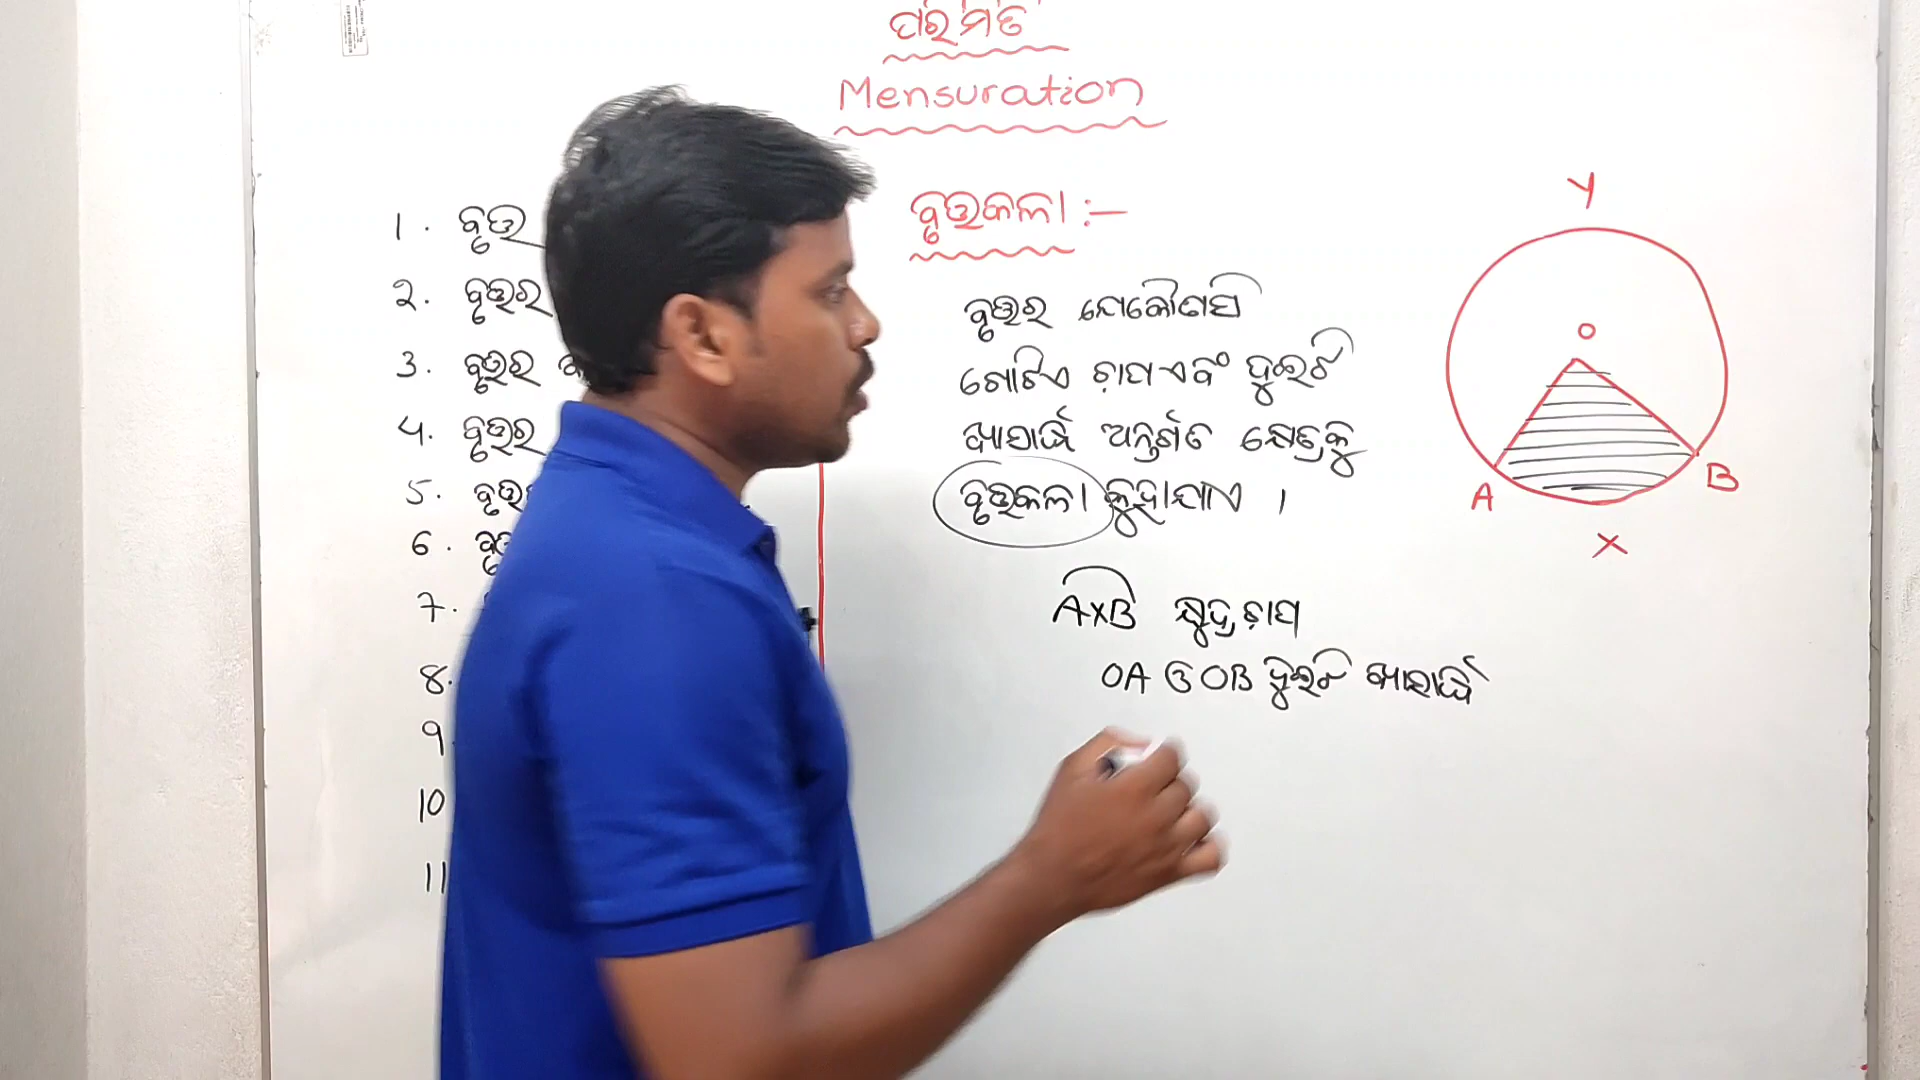 ପରିମିତି
Mensuration
1. ବୃତ୍ତ
2. ବୃତ୍ତର
3. ବୃତ୍ତର
4. ବୃତ୍ତର
5.
6.
7.
8.
9
10
11
ବୃତ୍ତକଳା :-
ବୃତ୍ତର ଯେକୌଣସି
ଗୋଟିଏ ଚାପ ଏବଂ ଦୁଇଟି
ବ୍ୟାସାର୍ଦ୍ଧ ଅନ୍ତର୍ଗତ କ୍ଷେତ୍ରକୁ
ବୃତ୍ତକଳା କୁହାଯାଏ ।
AXB କ୍ଷୁଦ୍ରଚାପ
OA ଓ OB ଦୁଇଟି ବ୍ୟାସାର୍ଦ୍ଧ
Y
O
A
B
X